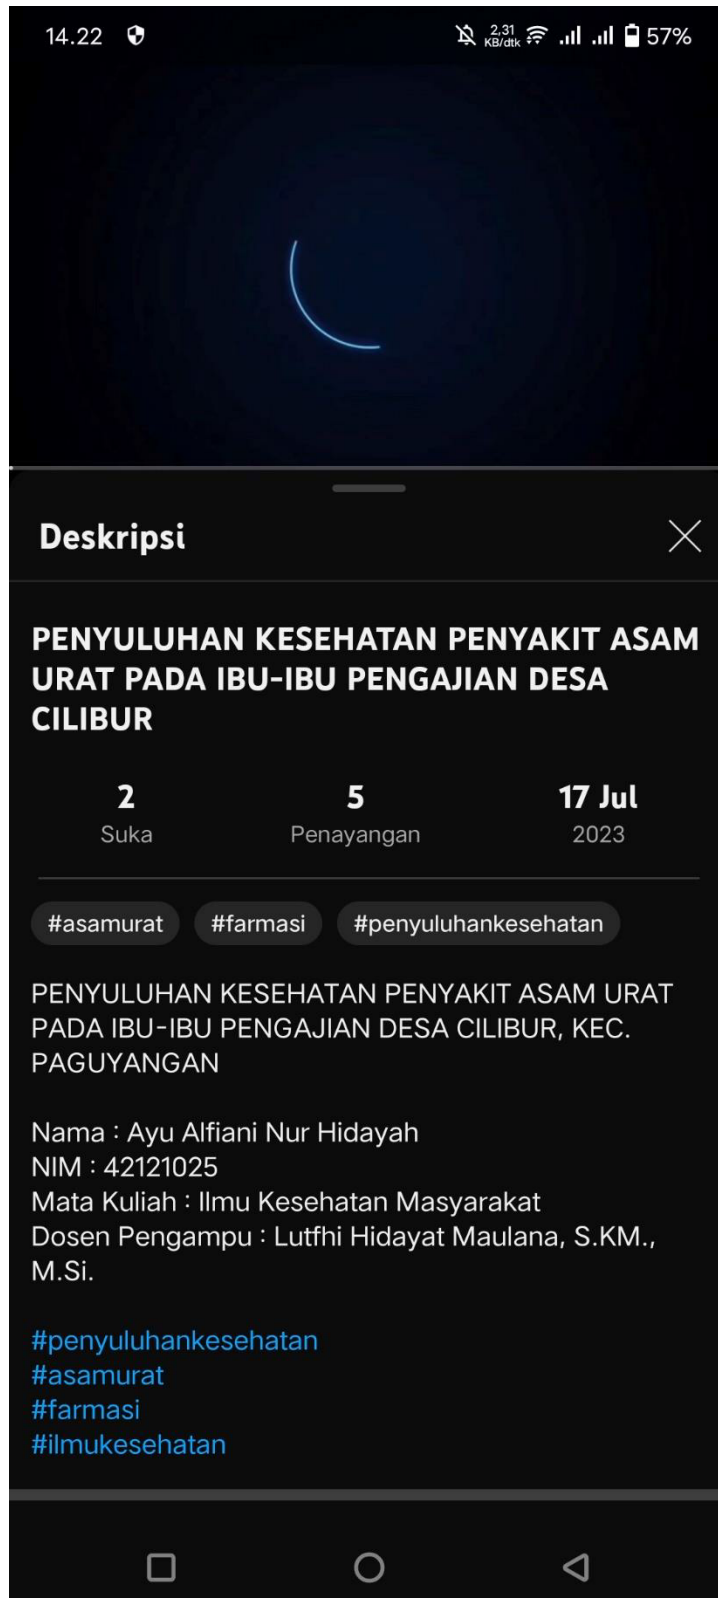 14.22
2,31
KB/dtk
57%
Deskripsi
PENYULUHAN KESEHATAN PENYAKIT ASAM
URAT PADA IBU-IBU PENGAJIAN DESA
CILIBUR
2 5 17 Jul
Suka Penayangan 2023
#asamurat #farmasi #penyuluhankesehatan
PENYULUHAN KESEHATAN PENYAKIT ASAM URAT
PADA IBU-IBU PENGAJIAN DESA CILIBUR, KEC.
PAGUYANGAN
Nama : Ayu Alfiani Nur Hidayah
NIM : 42121025
Mata Kuliah : Ilmu Kesehatan Masyarakat
Dosen Pengampu : Lutfhi Hidayat Maulana, S.KM.,
M.Si.
#penyuluhankesehatan
#asamurat
#farmasi
#ilmukesehatan